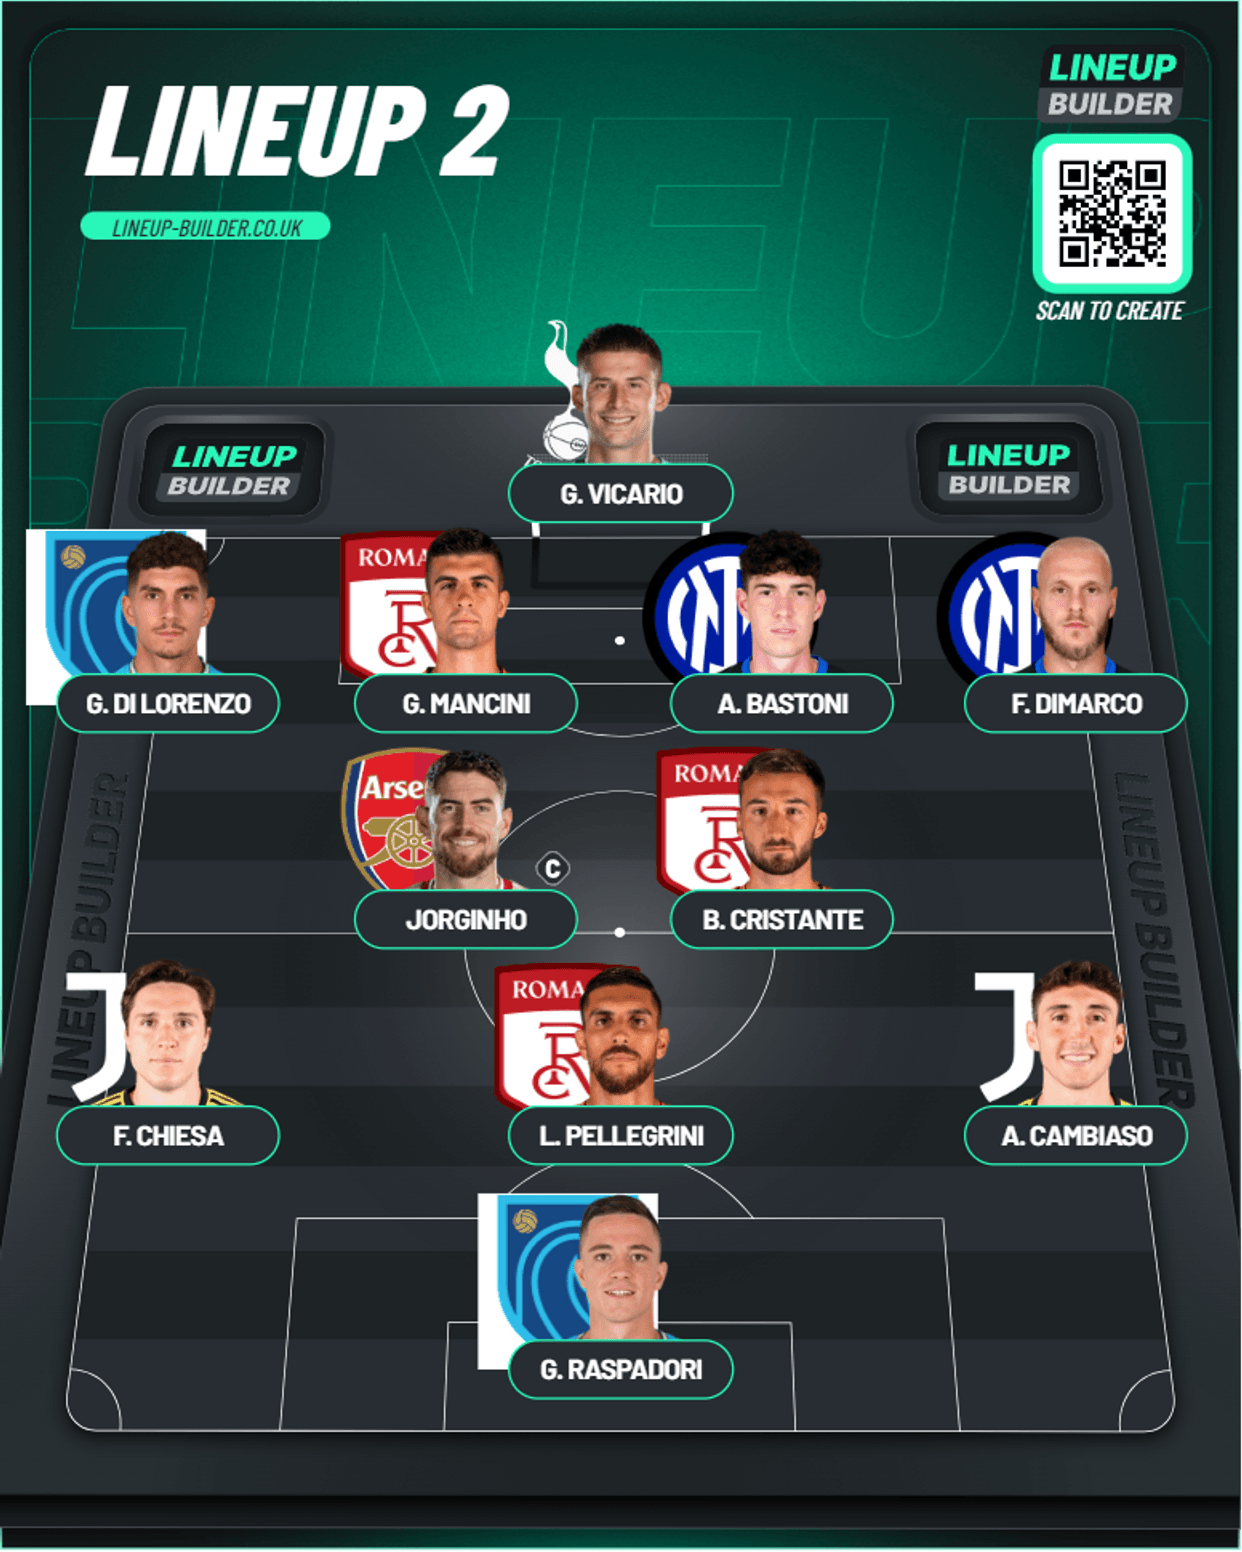 LINEUP
BUILDER
LINEUP 2
LINEUP-BUILDER.CO.UK
SCAN TO CREATE
LINEUP
BUILDER
LINEUP
BUILDER
G. VICARIO
ROMA
G. DI LORENZO
G. MANCINI
A. BASTONI
F. DIMARCO
LINEUP BUILDER
LINEUP BUILDER
Arse
ROMA
C
JORGINHO
B. CRISTANTE
ROMA
F. CHIESA
L. PELLEGRINI
A. CAMBIASO
G. RASPADORI